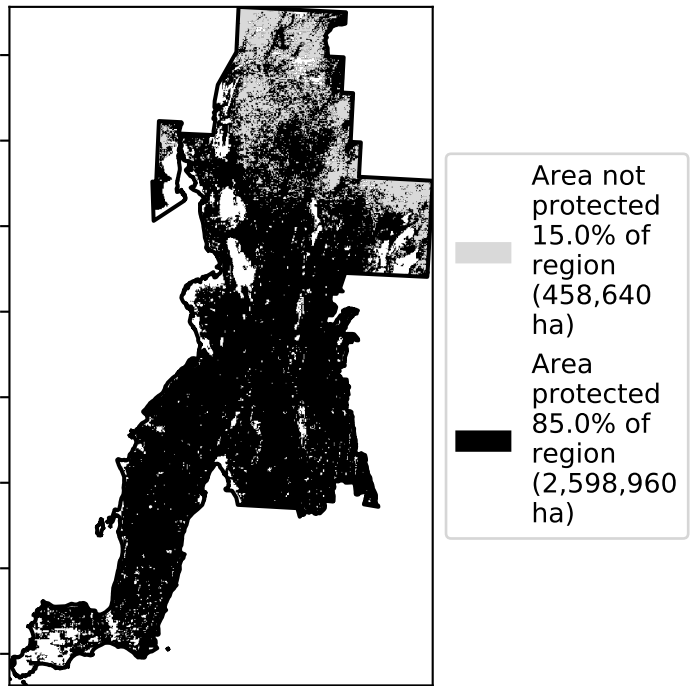 Area not
protected
15.0% of
region
(458,640
ha)
Area
protected
85.0% of
region
(2,598,960
ha)